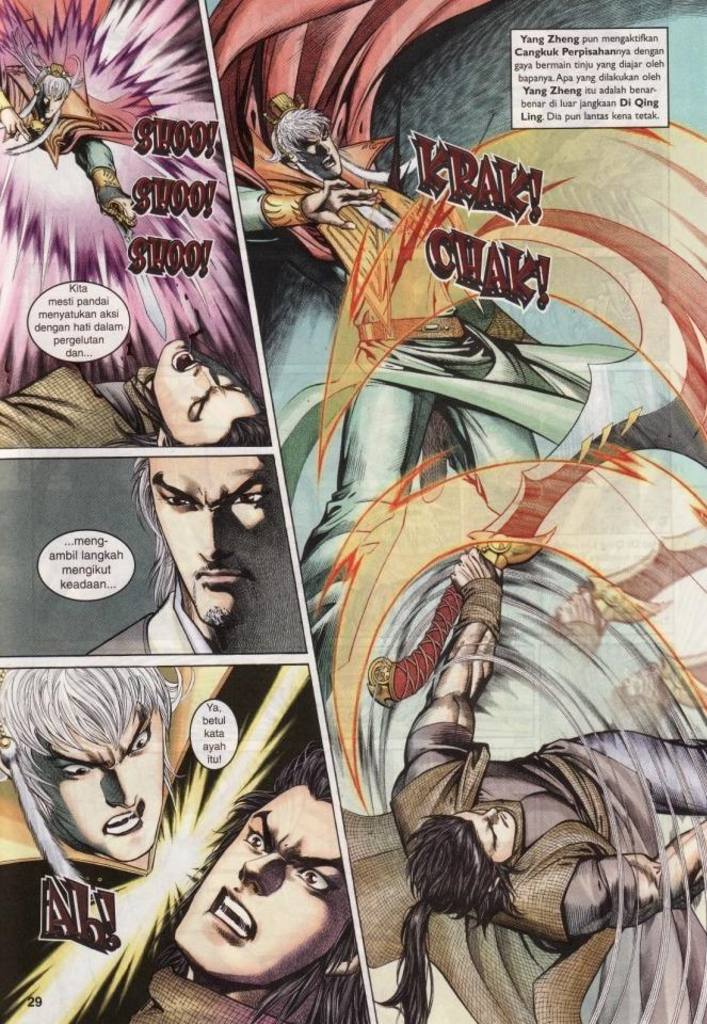 SHOO!
SHOO!
SHOO!
Kita
mesti pandai
menyatukan aksi
dengan hati dalam
pergelutan
dan...
...meng-
ambil langkah
mengikut
keadaan...
Ya,
betul
kata
ayah
itu!
AH!
29
Yang Zheng pun mengaktifkan
Cangkuk Perpisahannya dengan
gaya bermain tinju yang diajar oleh
bapanya. Apa yang dilakukan oleh
Yang Zheng itu adalah benar-
benar di luar jangkaan Di Qing
Ling. Dia pun lantas kena tetak.
KRAK!
CHAK!